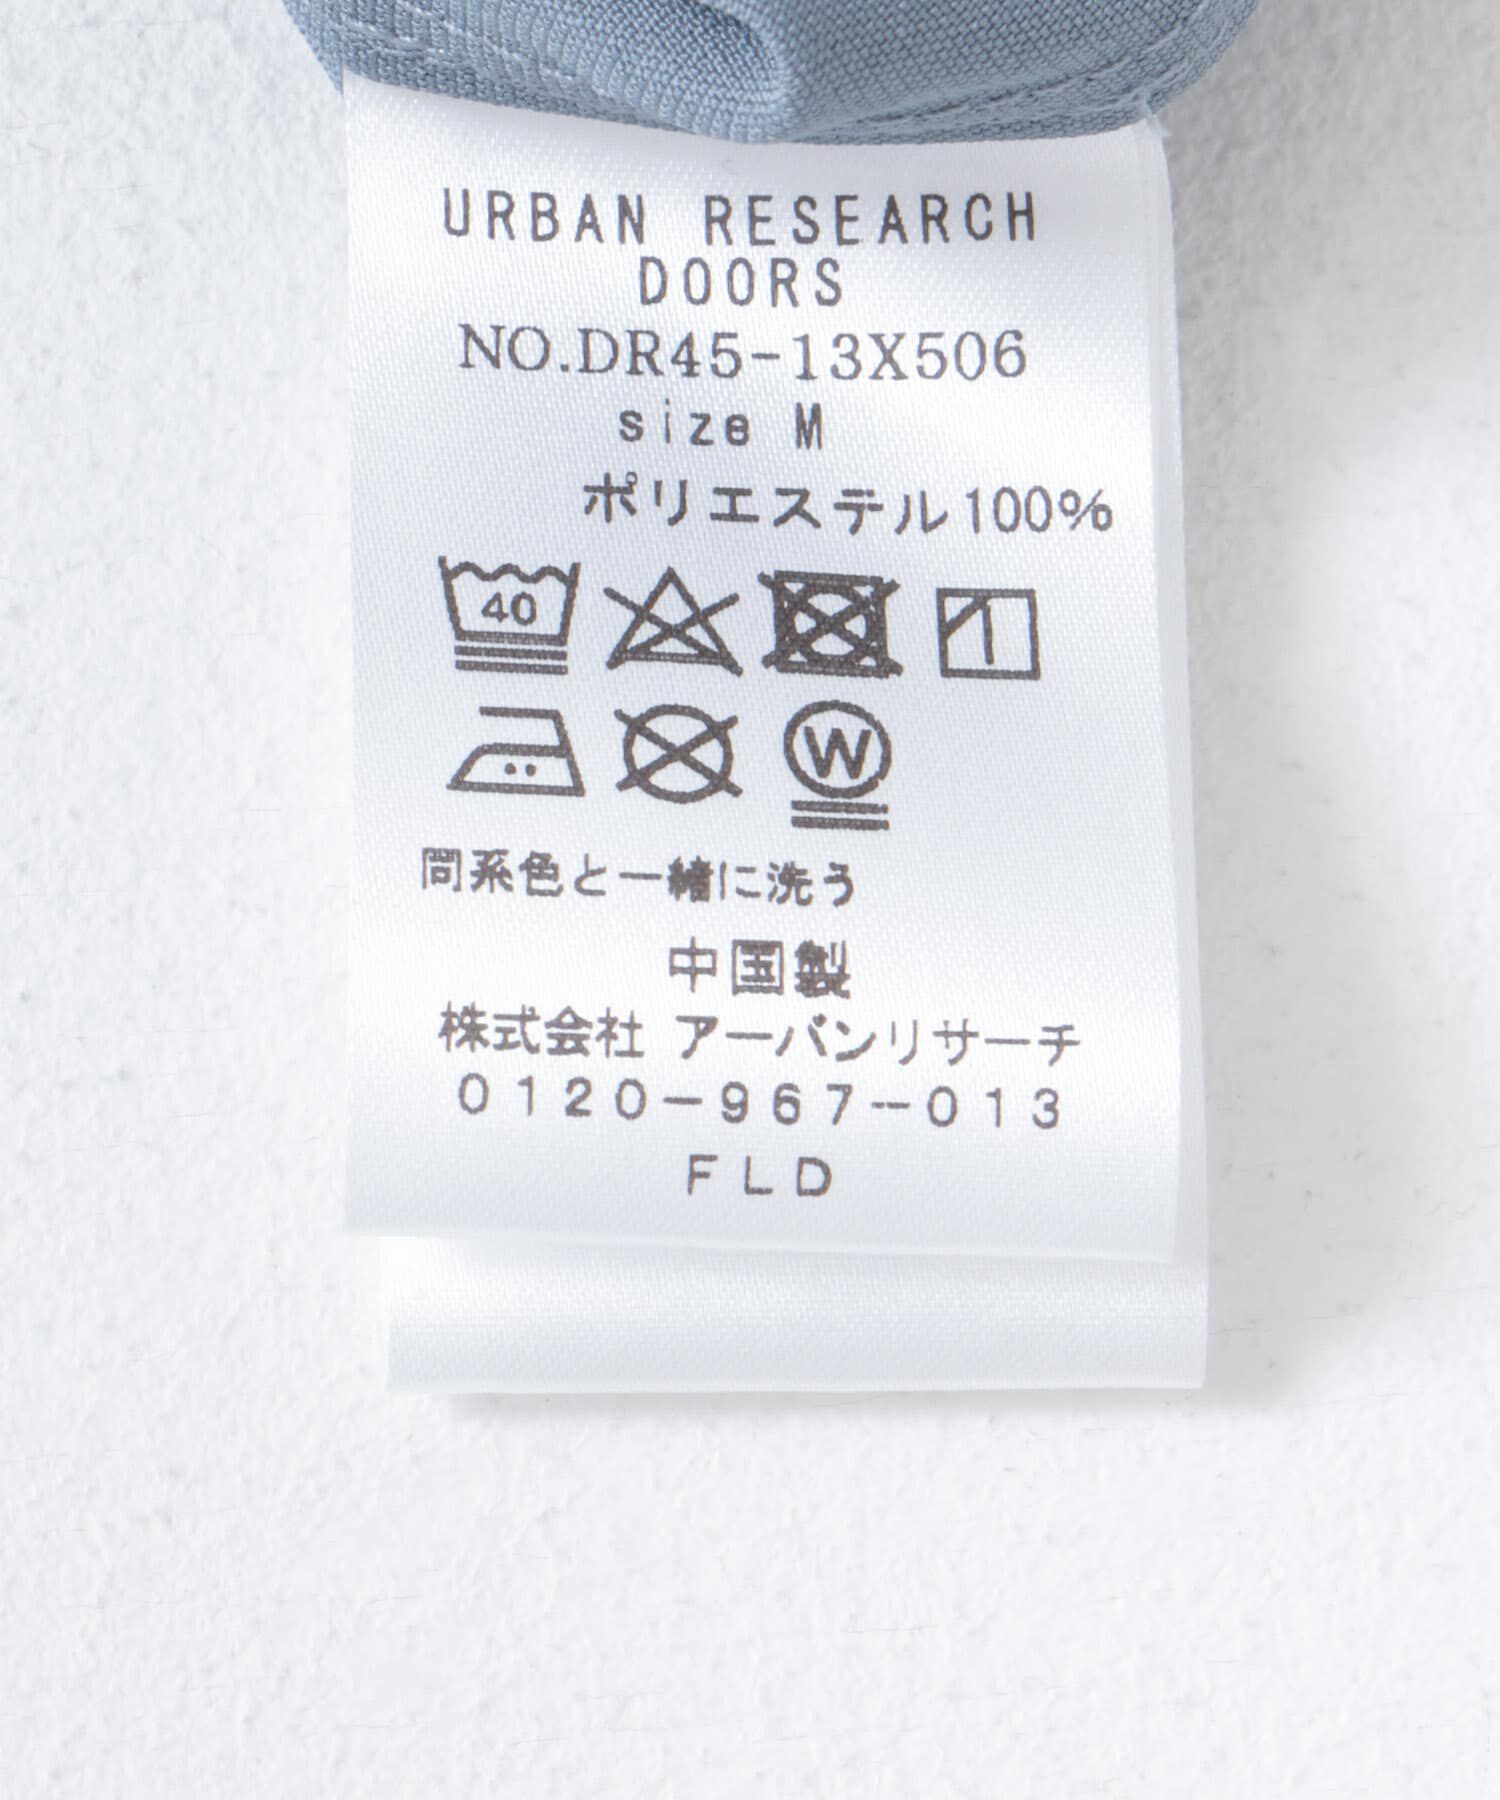 URBAN RESEARCH
DOORS
NO.DR45-13X506
size M
ポリエステル100%
40
W
同系色と一緒に洗う
中国製
株式会社 アーバンリサーチ
0120-967-013
FLD